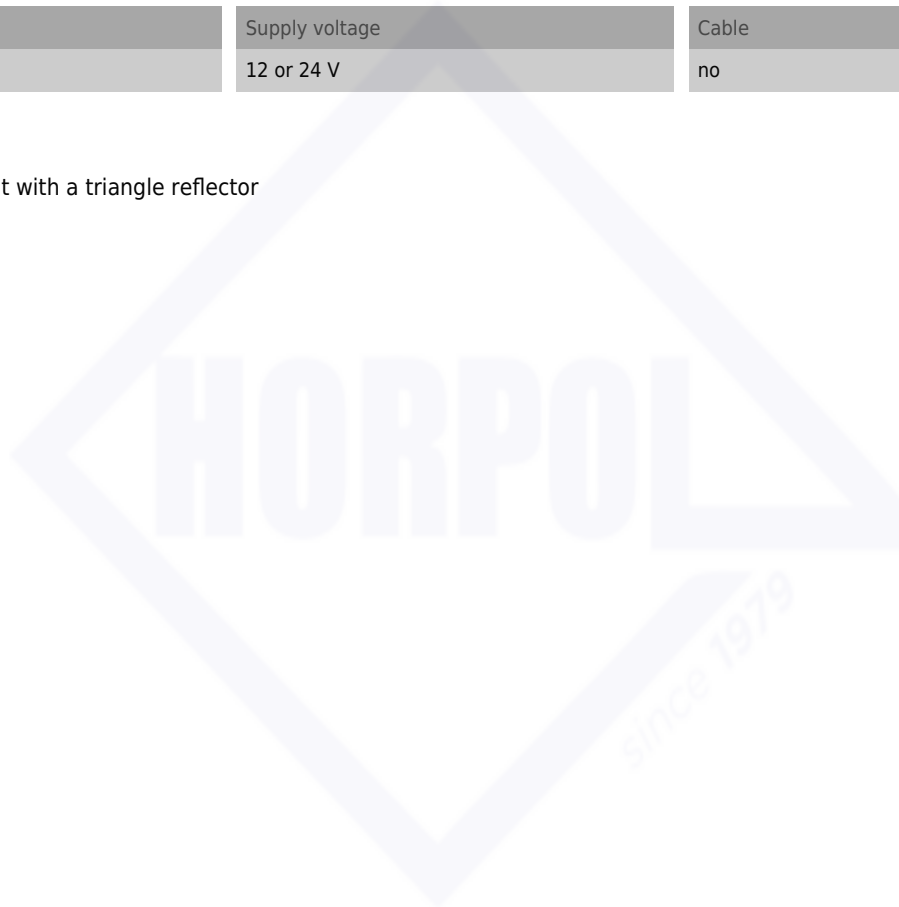 Supply voltage Cable
12 or 24 V no
t with a triangle reflector
HORPOL
since 1979